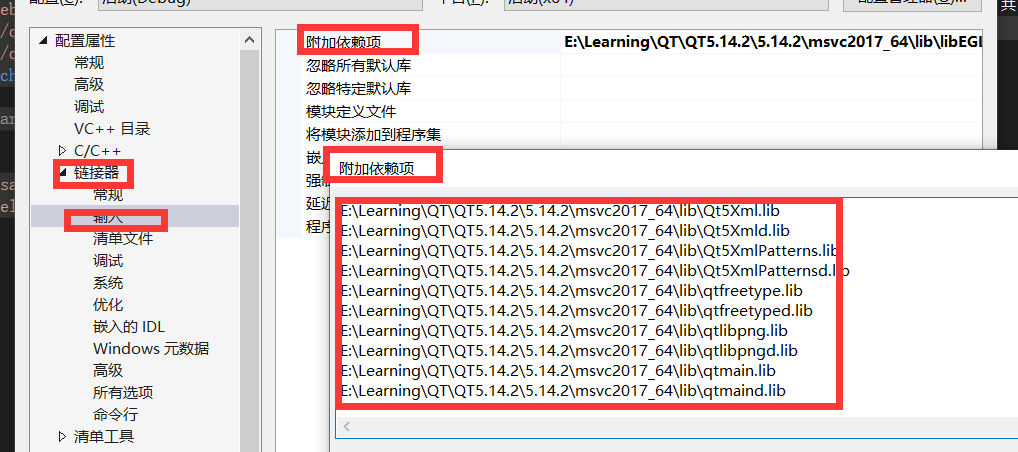 配置属性
常规
高级
调试
VC++ 目录
C/C++
链接器
常规
输入
清单文件
调试
系统
优化
嵌入的 IDL
Windows 元数据
高级
所有选项
命令行
清单工具
附加依赖项 E:\Learning\QT\QT5.14.2\5.14.2\msvc2017_64\lib\libEGL
忽略所有默认库
忽略特定默认库
模块定义文件
将模块添加到程序集
附加依赖项
E:\Learning\QT\QT5.14.2\5.14.2\msvc2017_64\lib\Qt5Xml.lib
E:\Learning\QT\QT5.14.2\5.14.2\msvc2017_64\lib\Qt5Xmld.lib
E:\Learning\QT\QT5.14.2\5.14.2\msvc2017_64\lib\Qt5XmlPatterns.lib
E:\Learning\QT\QT5.14.2\5.14.2\msvc2017_64\lib\Qt5XmlPatternsd.lib
E:\Learning\QT\QT5.14.2\5.14.2\msvc2017_64\lib\qtfreetype.lib
E:\Learning\QT\QT5.14.2\5.14.2\msvc2017_64\lib\qtfreetyped.lib
E:\Learning\QT\QT5.14.2\5.14.2\msvc2017_64\lib\qtlibpng.lib
E:\Learning\QT\QT5.14.2\5.14.2\msvc2017_64\lib\qtlibpngd.lib
E:\Learning\QT\QT5.14.2\5.14.2\msvc2017_64\lib\qtmain.lib
E:\Learning\QT\QT5.14.2\5.14.2\msvc2017_64\lib\qtmaind.lib